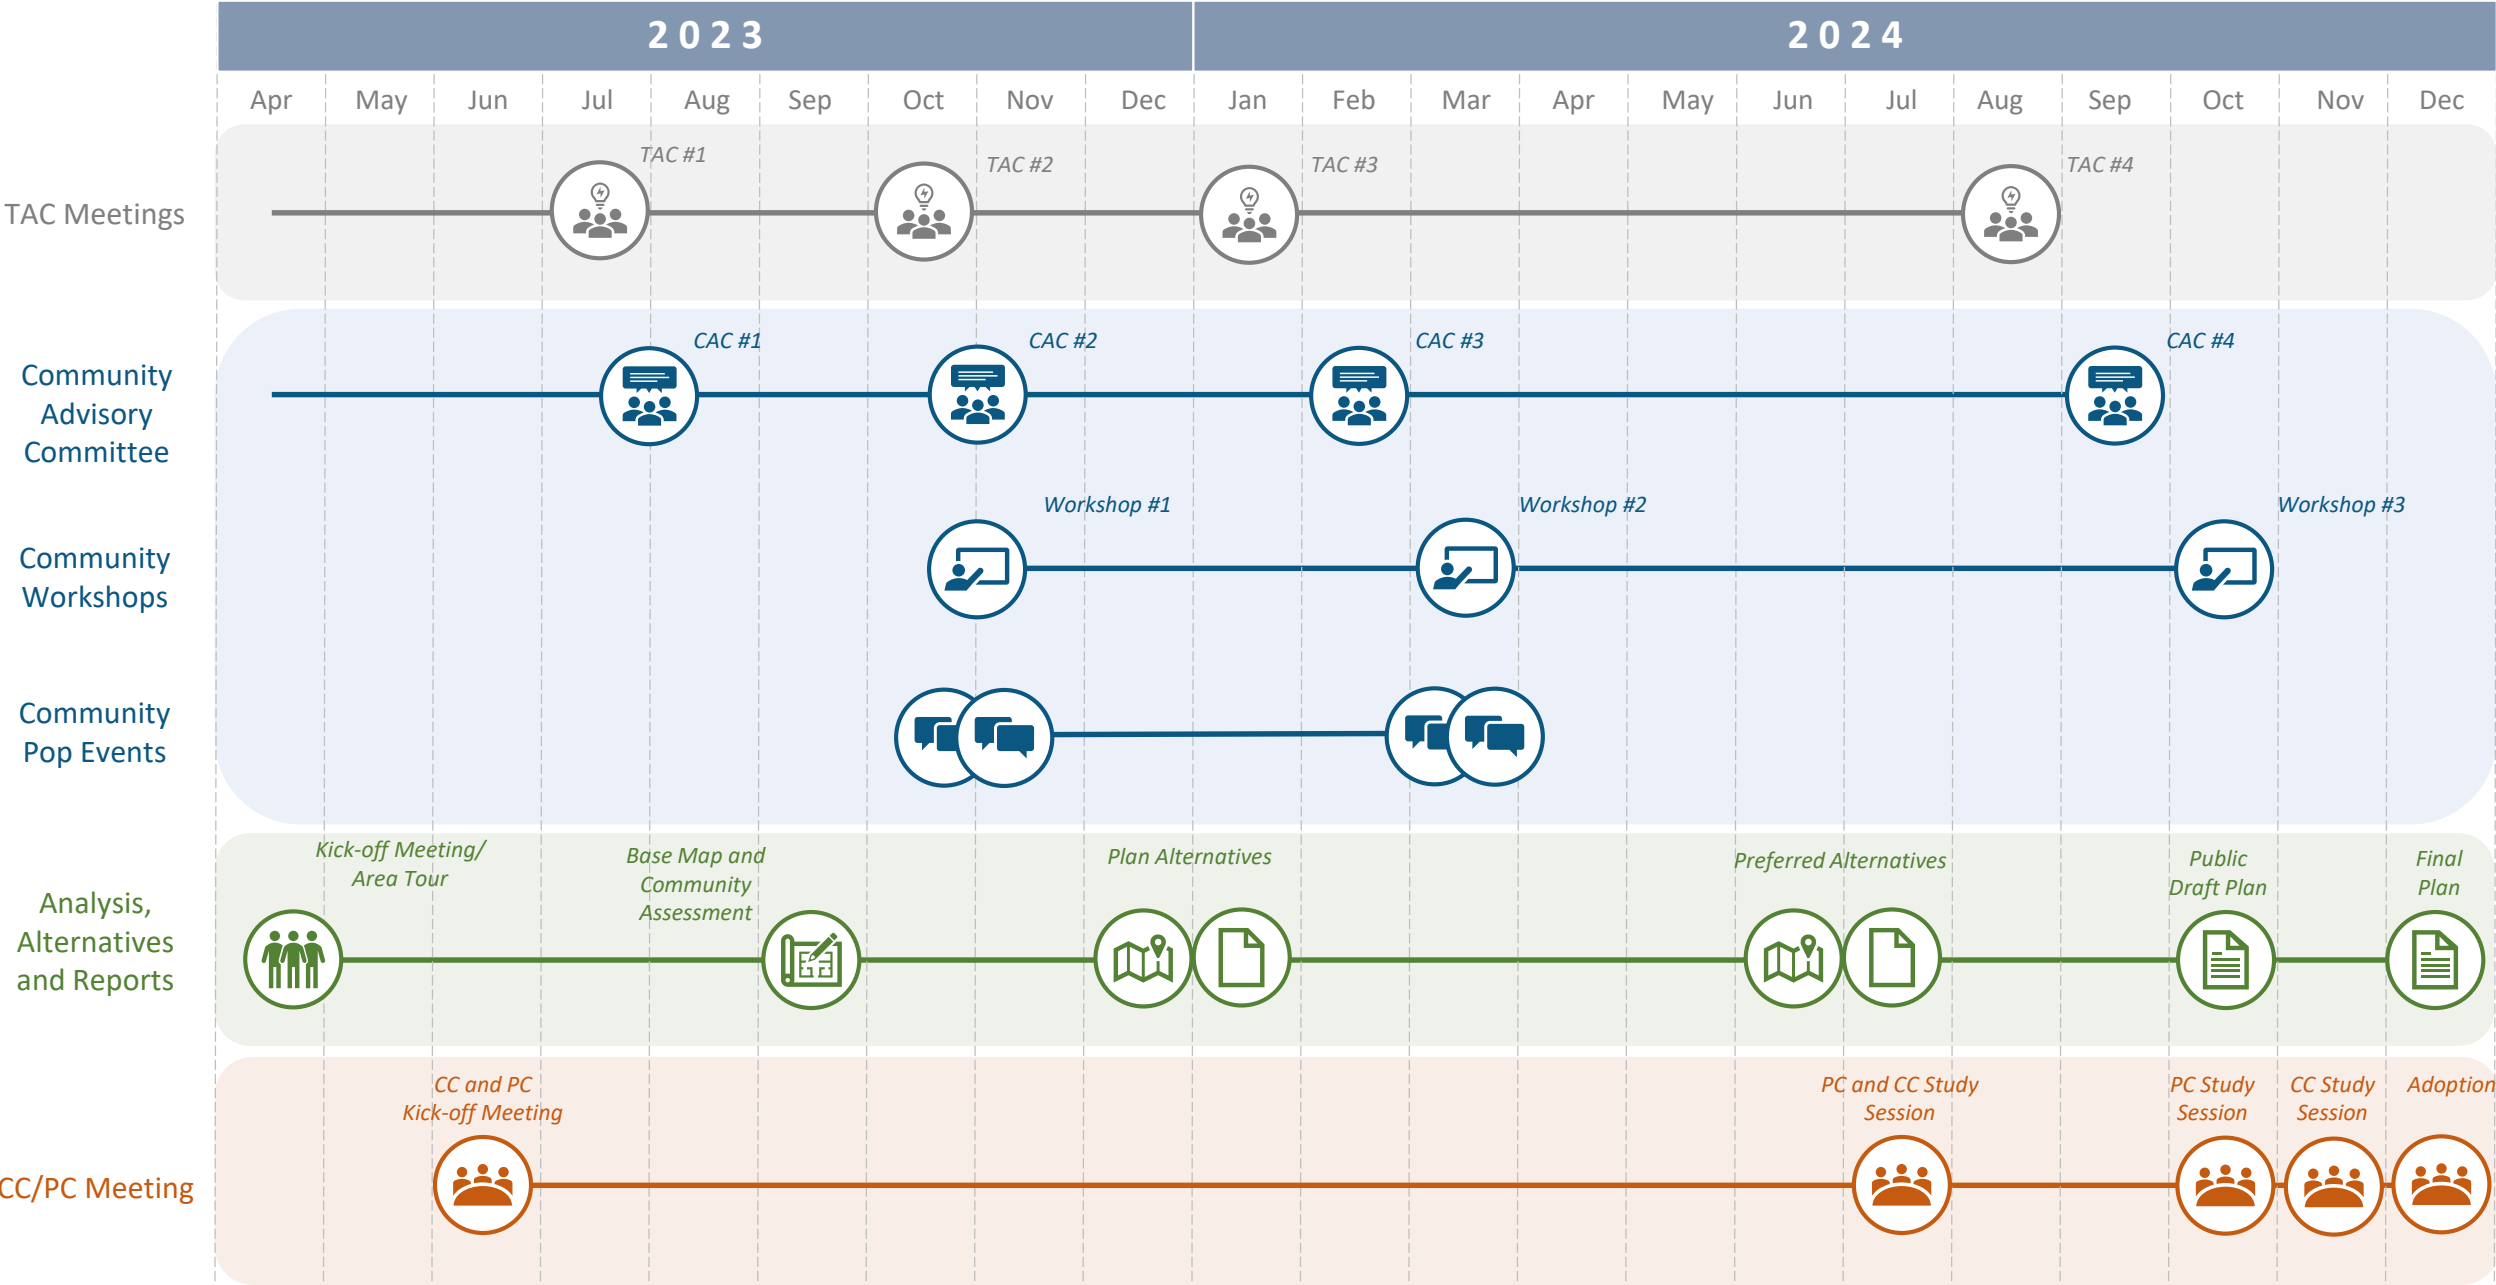 2023
2024
Apr May Jun Jul Aug Sep Oct Nov Dec Jan Feb Mar Apr May Jun Jul Aug Sep Oct Nov Dec
TAC Meetings
TAC #1
TAC #2
TAC #3
TAC #4
Community
Advisory
Committee
CAC #1
CAC #2
CAC #3
CAC #4
Community
Workshops
Workshop #1
Workshop #2
Workshop #3
Community
Pop Events
Analysis,
Alternatives
and Reports
Kick-off Meeting/
Area Tour
Base Map and
Community
Assessment
Plan Alternatives
Preferred Alternatives
Public
Draft Plan
Final
Plan
CC/PC Meeting
CC and PC
Kick-off Meeting
PC and CC Study
Session
PC Study
Session
CC Study
Session
Adoption